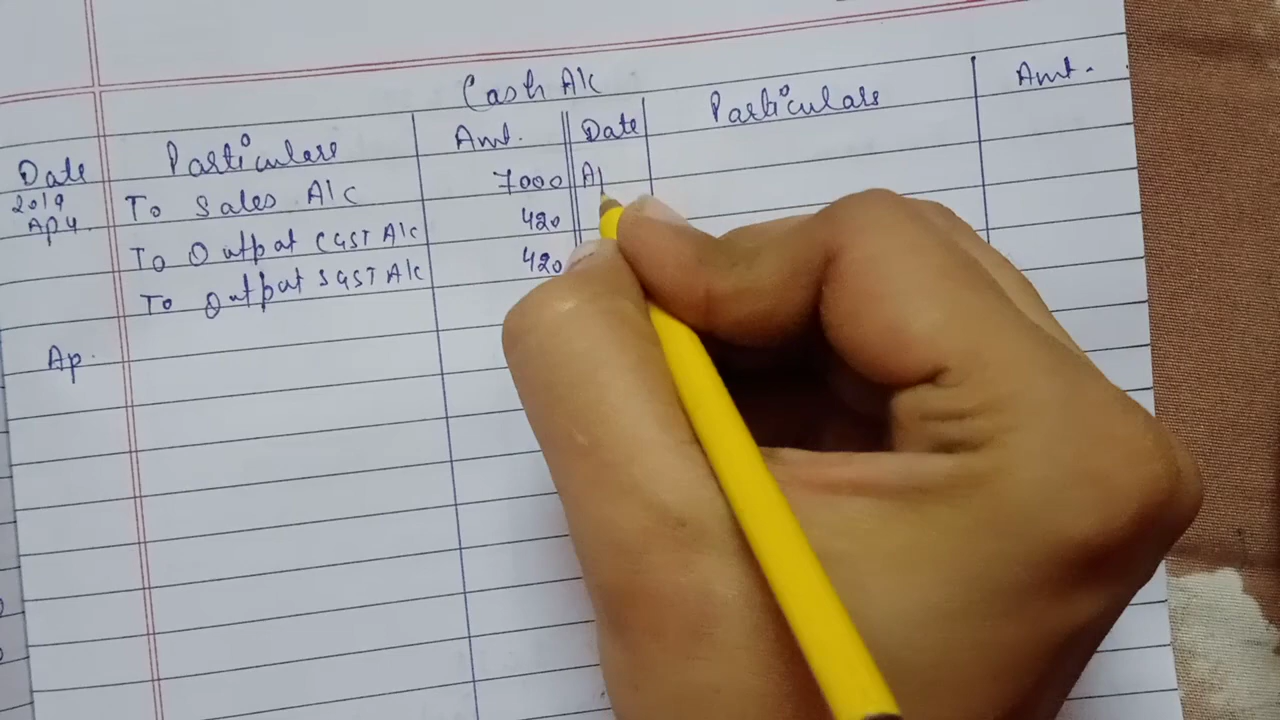 Cash A/c
Date Particulars Amt. Date Particulars Amt.
2019
AP 4. To Sales A/c 7000 A
To Output CGST A/c 420
To Output SGST A/c 420
Ap.